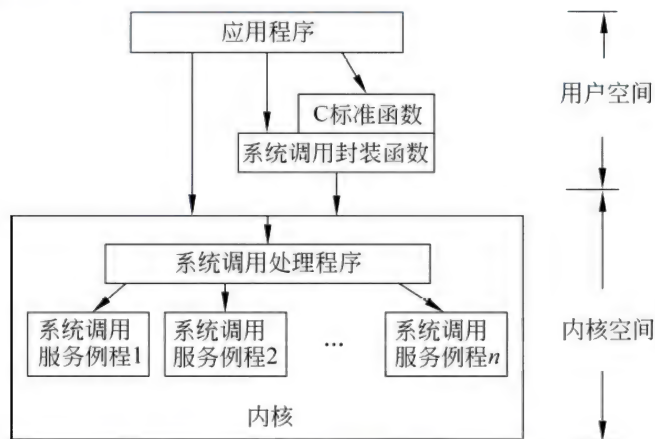 应用程序
用户空间
C标准函数
系统调用封装函数
系统调用处理程序
系统调用
服务例程1
系统调用
服务例程2
...
系统调用
服务例程n
内核空间
内核